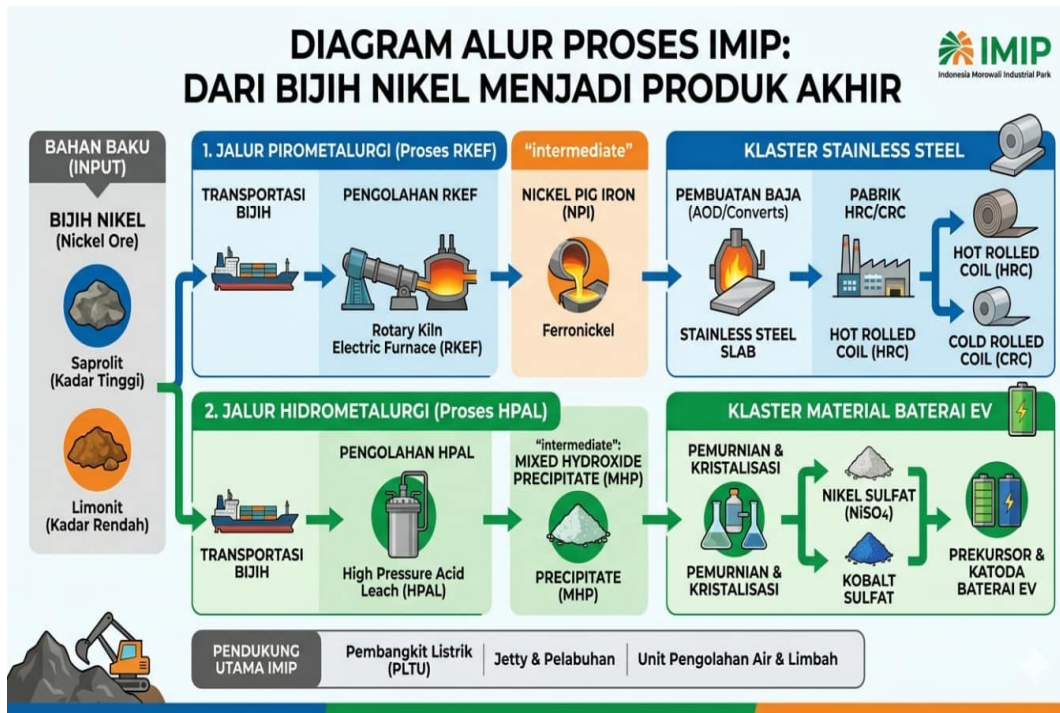 DIAGRAM ALUR PROSES IMIP:
DARI BIJIH NIKEL MENJADI PRODUK AKHIR
IMIP
Indonesia Morowali Industrial Park
BAHAN BAKU
(INPUT)
BIJIH NIKEL
(Nickel Ore)
Saprolit
(Kadar Tinggi)
Limonit
(Kadar Rendah)
1. JALUR PIROMETALURGI (Proses RKEF)
TRANSPORTASI
BIJIH
PENGOLAHAN RKEF
Rotary Kiln
Electric Furnace (RKEF)
"intermediate"
NICKEL PIG IRON
(NPI)
Ferronickel
KLASTER STAINLESS STEEL
PEMBUATAN BAJA
(AOD/Converts)
STAINLESS STEEL
SLAB
PABRIK
HRC/CRC
HOT ROLLED
COIL (HRC)
HOT ROLLED
COIL (HRC)
COLD ROLLED
COIL (CRC)
2. JALUR HIDROMETALURGI (Proses HPAL)
TRANSPORTASI
BIJIH
PENGOLAHAN HPAL
High Pressure Acid
Leach (HPAL)
"intermediate":
MIXED HYDROXIDE
PRECIPITATE (MHP)
PRECIPITATE
(MHP)
KLASTER MATERIAL BATERAI EV
PEMURNIAN &
KRISTALISASI
PEMURNIAN &
KRISTALISASI
NIKEL SULFAT
(NiSO₄)
KOBALT
SULFAT
PREKURSOR &
KATODA
BATERAI EV
PENDUKUNG
UTAMA IMIP
Pembangkit Listrik
(PLTU)
Jetty & Pelabuhan
Unit Pengolahan Air & Limbah